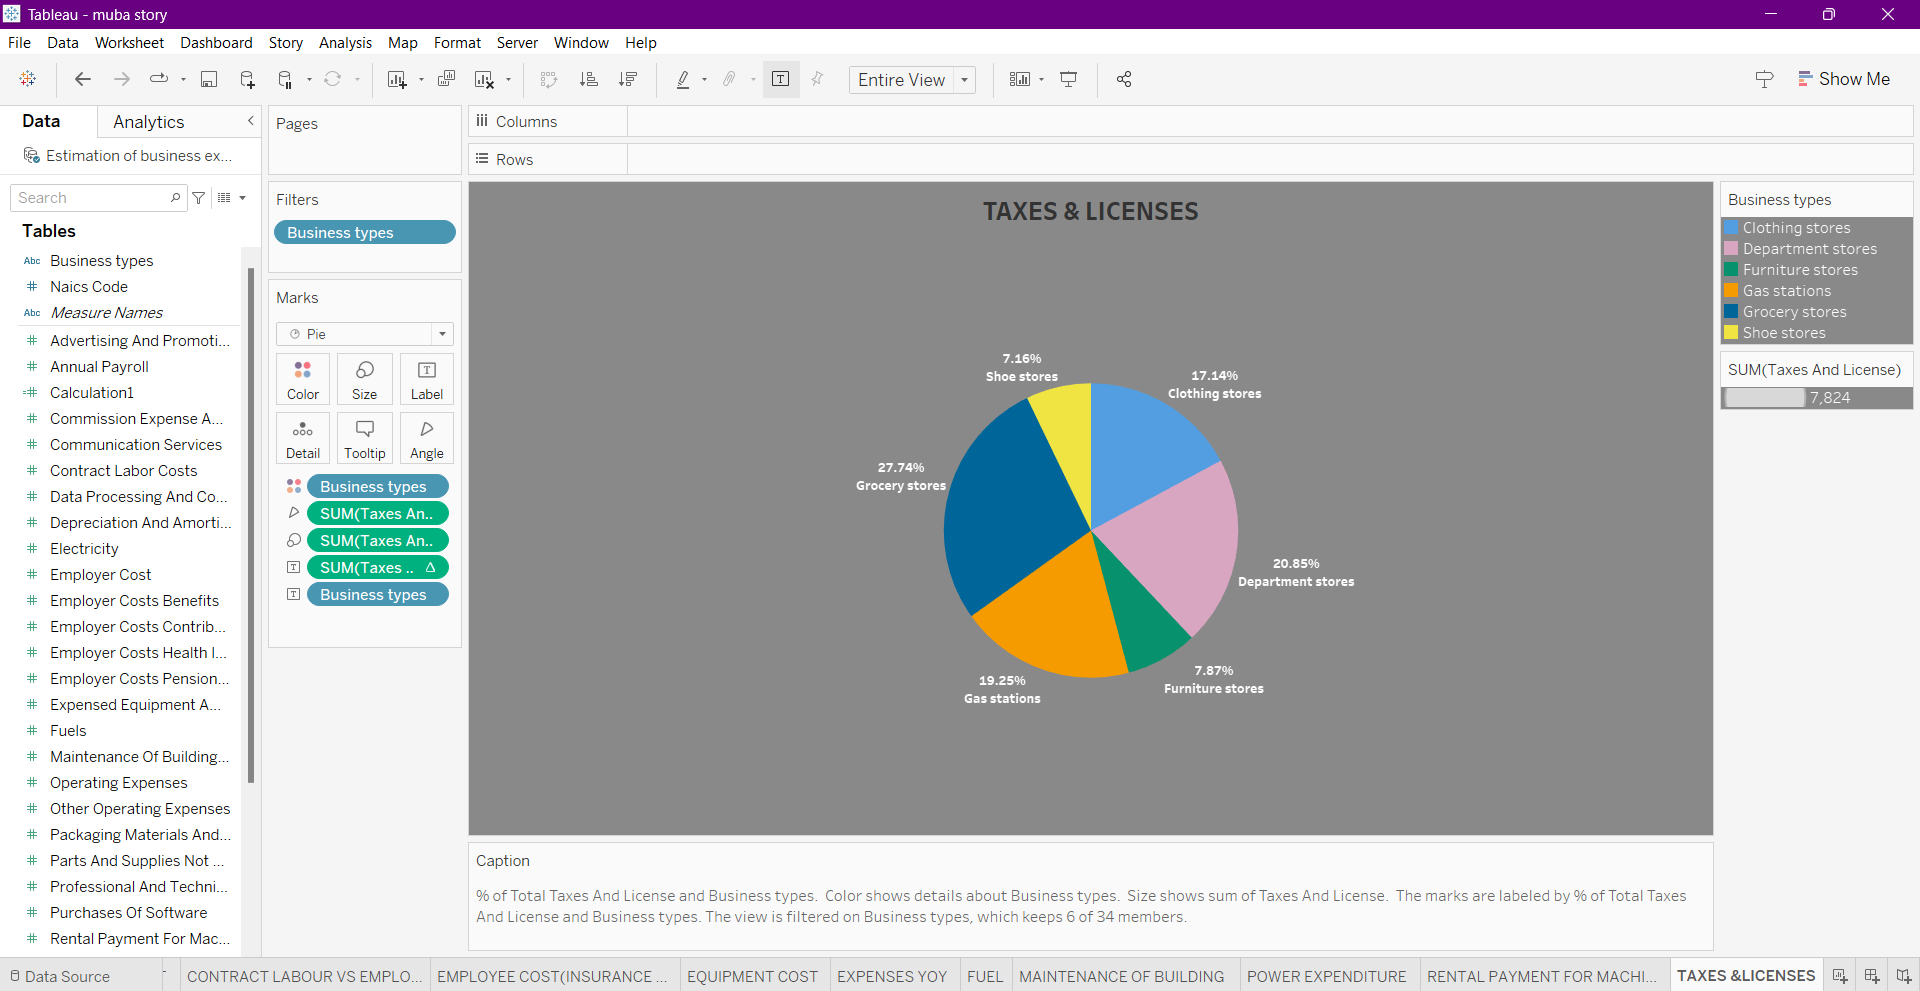 Tableau - muba story
File Data Worksheet Dashboard Story Analysis Map Format Server Window Help
Entire View
Show Me
Data Analytics
Estimation of business ex...
Search
Tables
Abc Business types
# Naics Code
Abc Measure Names
# Advertising And Promoti...
# Annual Payroll
=# Calculation1
# Commission Expense A...
# Communication Services
# Contract Labor Costs
# Data Processing And Co...
# Depreciation And Amorti...
# Electricity
# Employer Cost
# Employer Costs Benefits
# Employer Costs Contrib...
# Employer Costs Health I...
# Employer Costs Pension...
# Expensed Equipment A...
# Fuels
# Maintenance Of Building...
# Operating Expenses
# Other Operating Expenses
# Packaging Materials And...
# Parts And Supplies Not ...
# Professional And Techni...
# Purchases Of Software
# Rental Payment For Mac...
Pages
Filters
Business types
Marks
Pie
Color Size Label
Detail Tooltip Angle
Business types
SUM(Taxes An..
SUM(Taxes An..
SUM(Taxes .. Δ
Business types
Columns
Rows
TAXES & LICENSES
7.16%
Shoe stores
17.14%
Clothing stores
27.74%
Grocery stores
20.85%
Department stores
7.87%
Furniture stores
19.25%
Gas stations
Caption
% of Total Taxes And License and Business types. Color shows details about Business types. Size shows sum of Taxes And License. The marks are labeled by % of Total Taxes
And License and Business types. The view is filtered on Business types, which keeps 6 of 34 members.
Business types
Clothing stores
Department stores
Furniture stores
Gas stations
Grocery stores
Shoe stores
SUM(Taxes And License)
7,824
Data Source CONTRACT LABOUR VS EMPLO... EMPLOYEE COST(INSURANCE ... EQUIPMENT COST EXPENSES YOY FUEL MAINTENANCE OF BUILDING POWER EXPENDITURE RENTAL PAYMENT FOR MACHI... TAXES &LICENSES